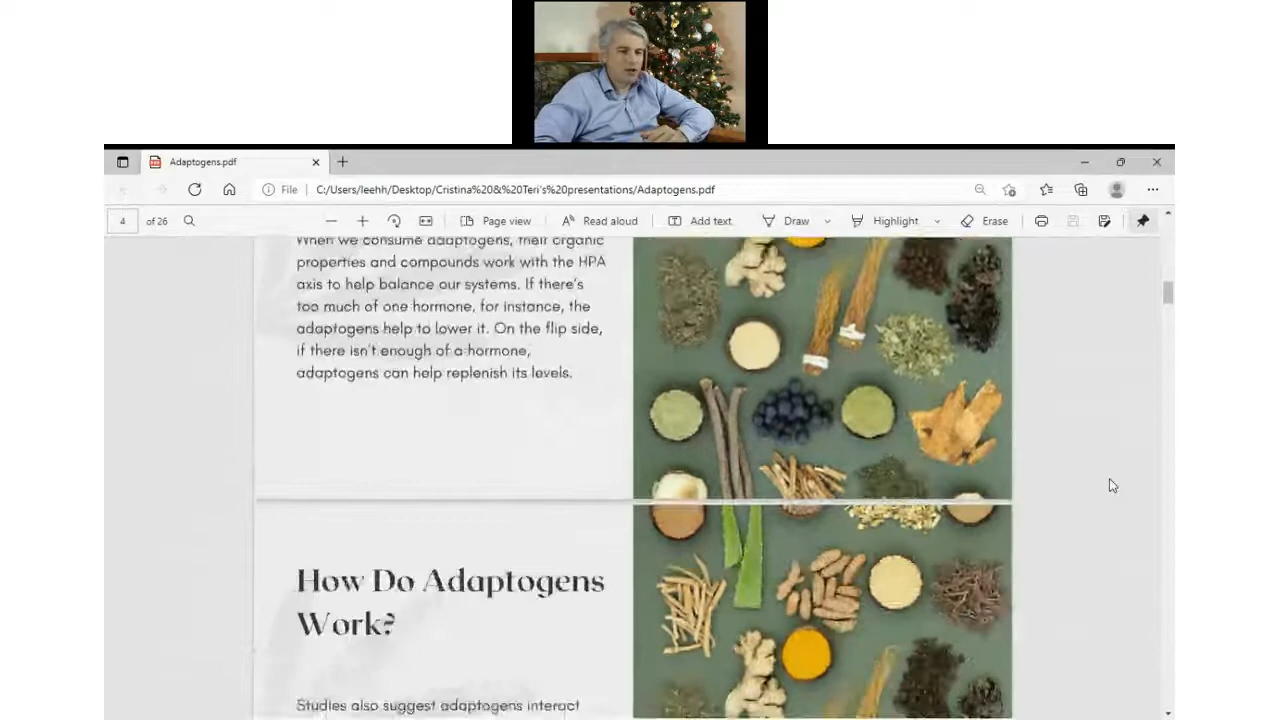 Adaptogens.pdf
File
C:/Users/leehh/Desktop/Cristina%20&%20Teri's%20presentations/Adaptogens.pdf
4 of 26
Page view
Read aloud
Add text
Draw
Highlight
Erase
When we consume adaptogens, their organic
properties and compounds work with the HPA
axis to help balance our systems. If there's
too much of one hormone, for instance, the
adaptogens help to lower it. On the flip side,
if there isn't enough of a hormone,
adaptogens can help replenish its levels.
How Do Adaptogens
Work?
Studies also suggest adaptogens interact